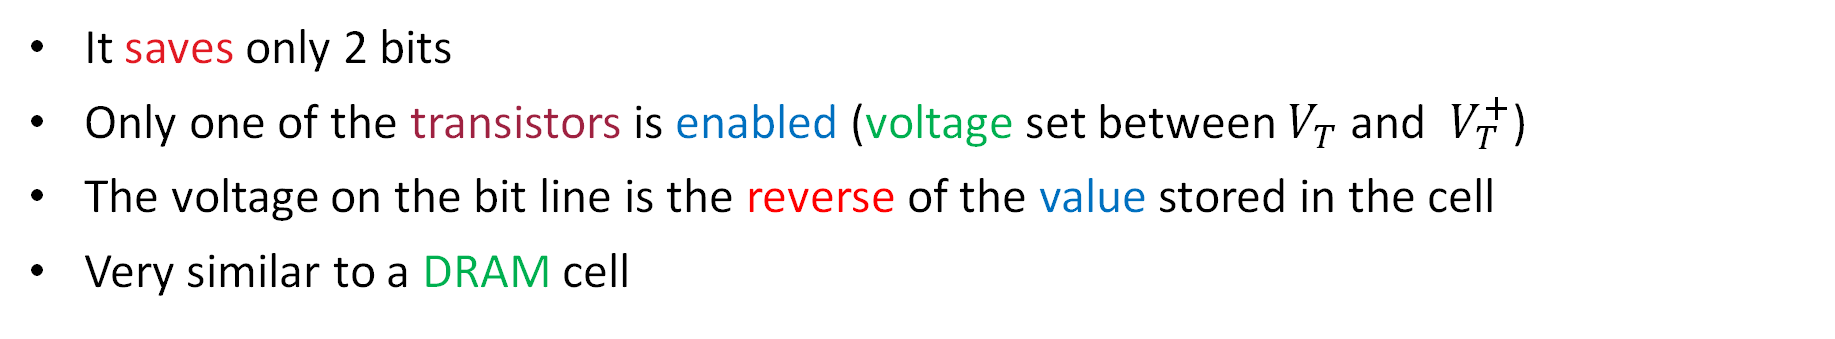 • It saves only 2 bits
• Only one of the transistors is enabled (voltage set between $V_T$ and $V_T^+$)
• The voltage on the bit line is the reverse of the value stored in the cell
• Very similar to a DRAM cell